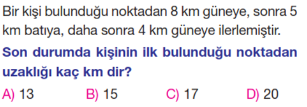 Bir kişi bulunduğu noktadan 8 km güneye, sonra 5
km batıya, daha sonra 4 km güneye ilerlemiştir.
Son durumda kişinin ilk bulunduğu noktadan
uzaklığı kaç km dir?
A) 13 B) 15 C) 17 D) 20